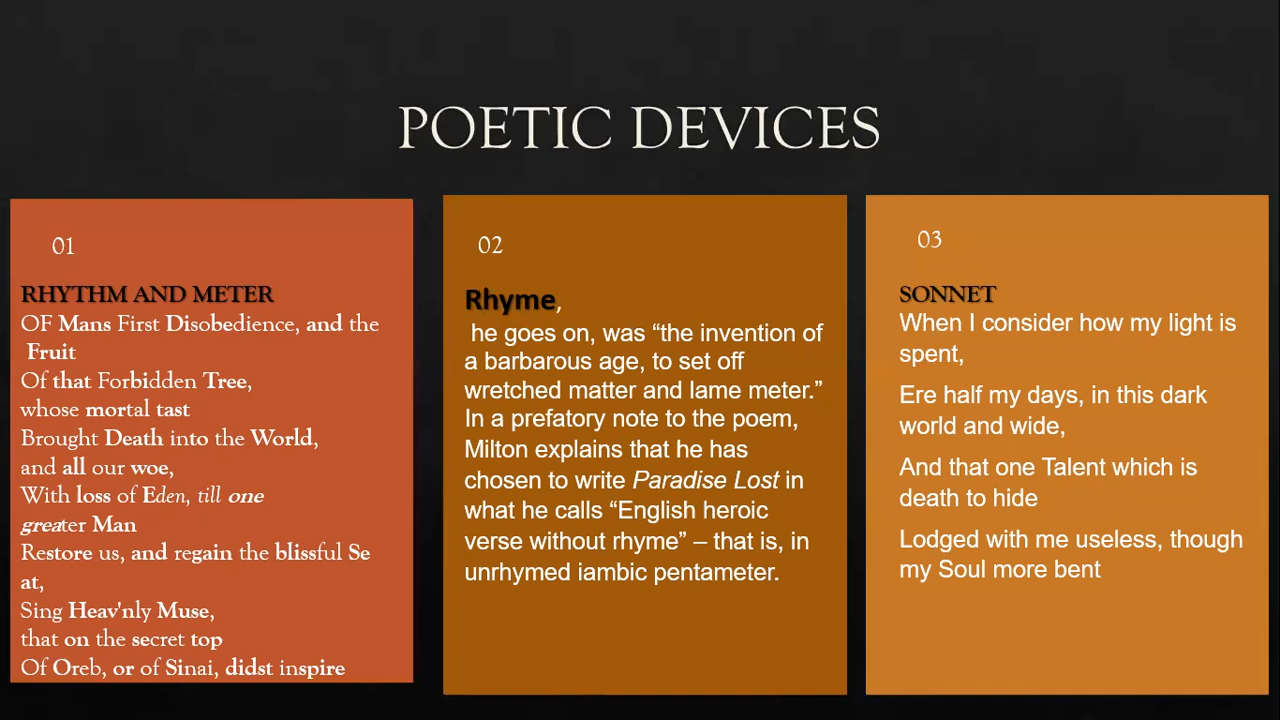 POETIC DEVICES
01
RHYTHM AND METER
OF Mans First Disobedience, and the
Fruit
Of that Forbidden Tree,
whose mortal tast
Brought Death into the World,
and all our woe,
With loss of Eden, till one
greater Man
Restore us, and regain the blissful Se
at,
Sing Heav'nly Muse,
that on the secret top
Of Oreb, or of Sinai, didst inspire
02
Rhyme,
he goes on, was “the invention of
a barbarous age, to set off
wretched matter and lame meter.”
In a prefatory note to the poem,
Milton explains that he has
chosen to write Paradise Lost in
what he calls “English heroic
verse without rhyme” – that is, in
unrhymed iambic pentameter.
03
SONNET
When I consider how my light is
spent,
Ere half my days, in this dark
world and wide,
And that one Talent which is
death to hide
Lodged with me useless, though
my Soul more bent